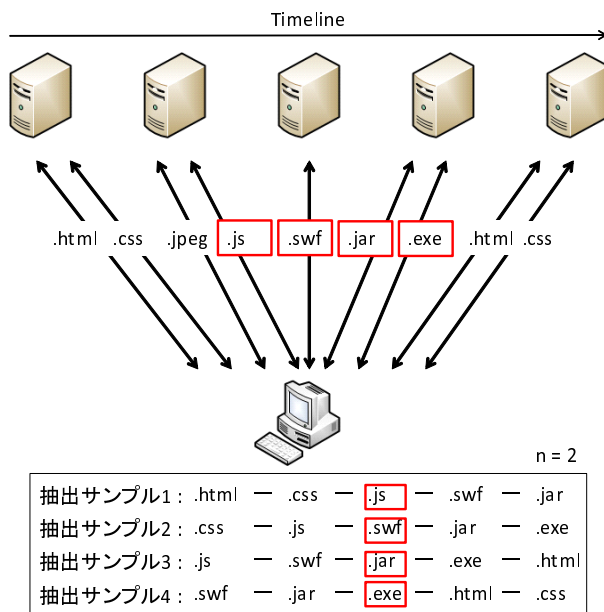 Timeline
.html .css .jpeg .js .swf .jar .exe .html .css
n = 2
抽出サンプル1 : .html ー .css ー .js ー .swf ー .jar
抽出サンプル2 : .css ー .js ー .swf ー .jar ー .exe
抽出サンプル3 : .js ー .swf ー .jar ー .exe ー .html
抽出サンプル4 : .swf ー .jar ー .exe ー .html ー .css